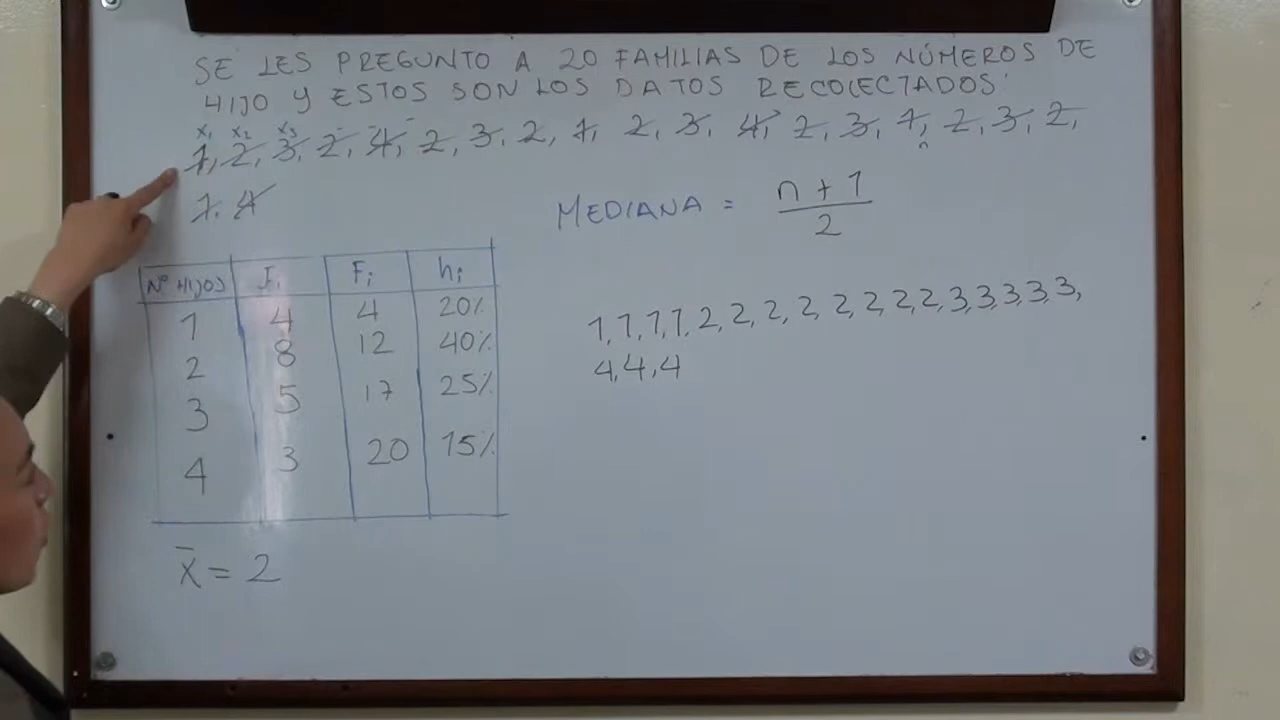 SE LES PREGUNTO A 20 FAMILIAS DE LOS NÚMEROS DE
HIJO Y ESTOS SON LOS DATOS RECOLECTADOS:
x₁ x₂ x₃
1, 2, 3, 2, 4, 2, 3, 2, 1, 2, 3, 4, 2, 3, 1, 2, 3, 2,
1, 4
MEDIANA = n + 1
2
Nº HIJOS fi Fi hi
1 4 4 20%
2 8 12 40%
3 5 17 25%
4 3 20 15%
1, 1, 1, 1, 2, 2, 2, 2, 2, 2, 2, 2, 3, 3, 3, 3, 3,
4, 4, 4
x̄ = 2